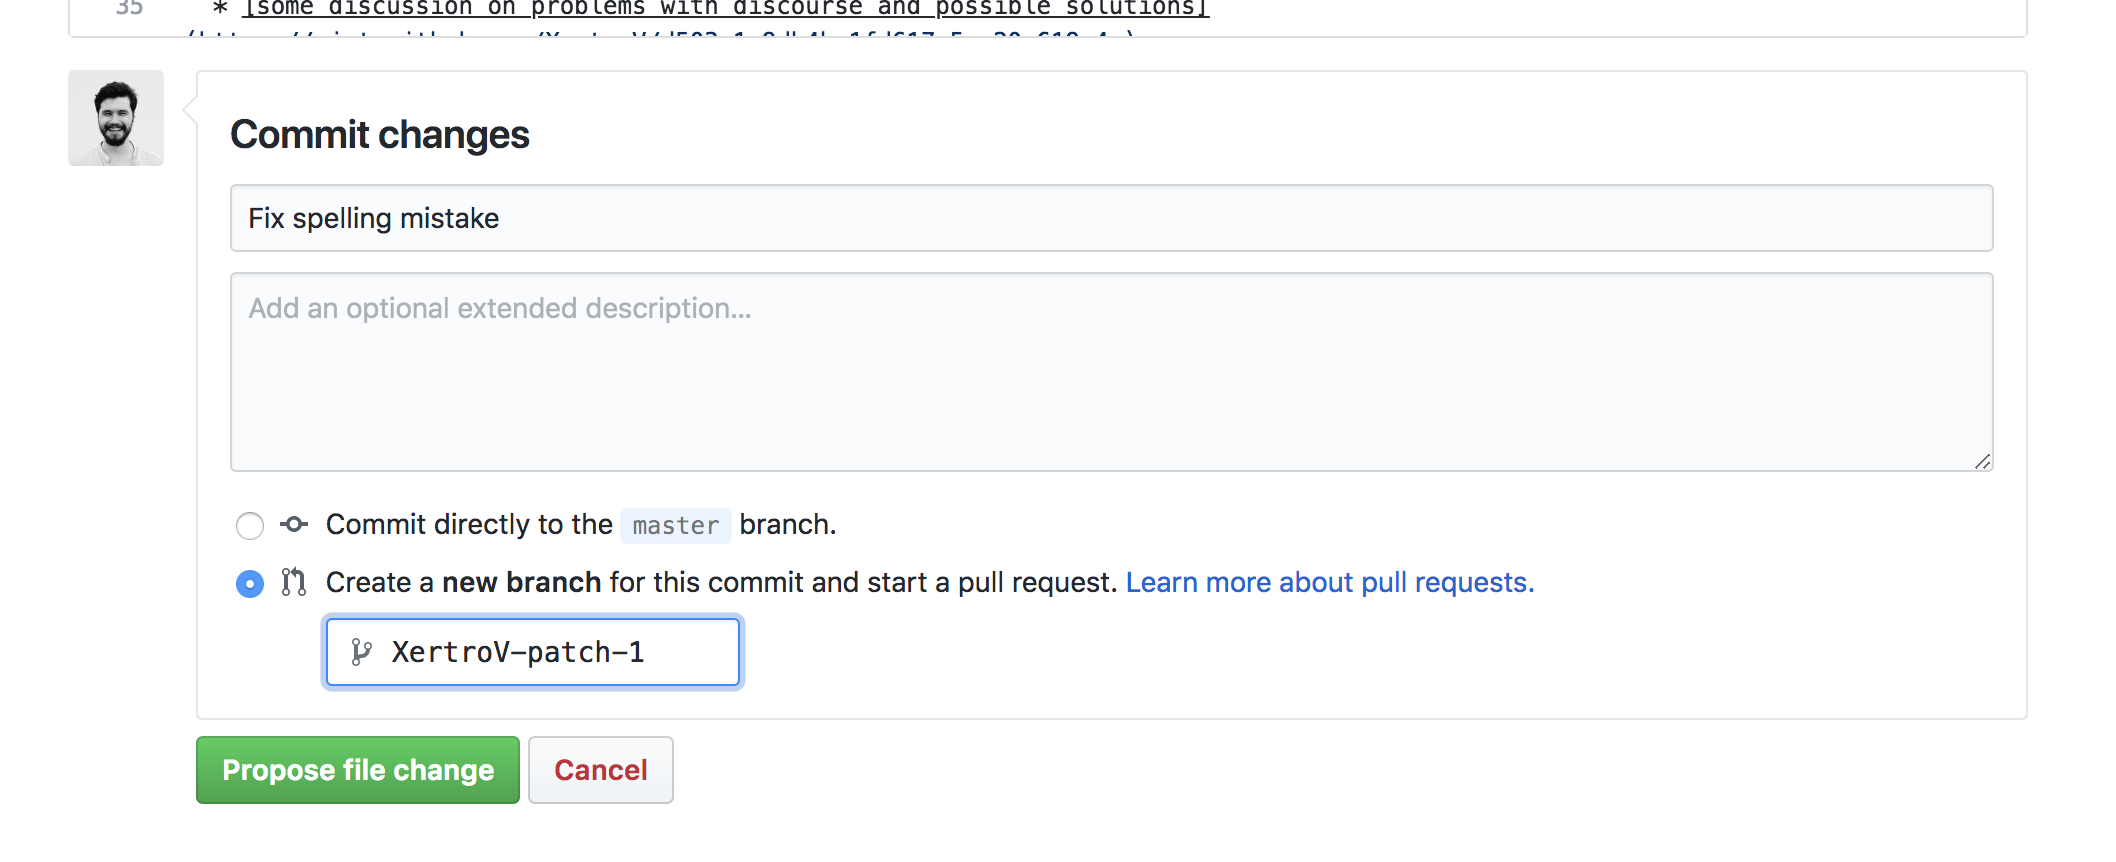 35 * [some discussion on problems with discourse and possible solutions]
Commit changes
Fix spelling mistake
Add an optional extended description...
Commit directly to the master branch.
Create a new branch for this commit and start a pull request. Learn more about pull requests.
XertroV-patch-1
Propose file change Cancel